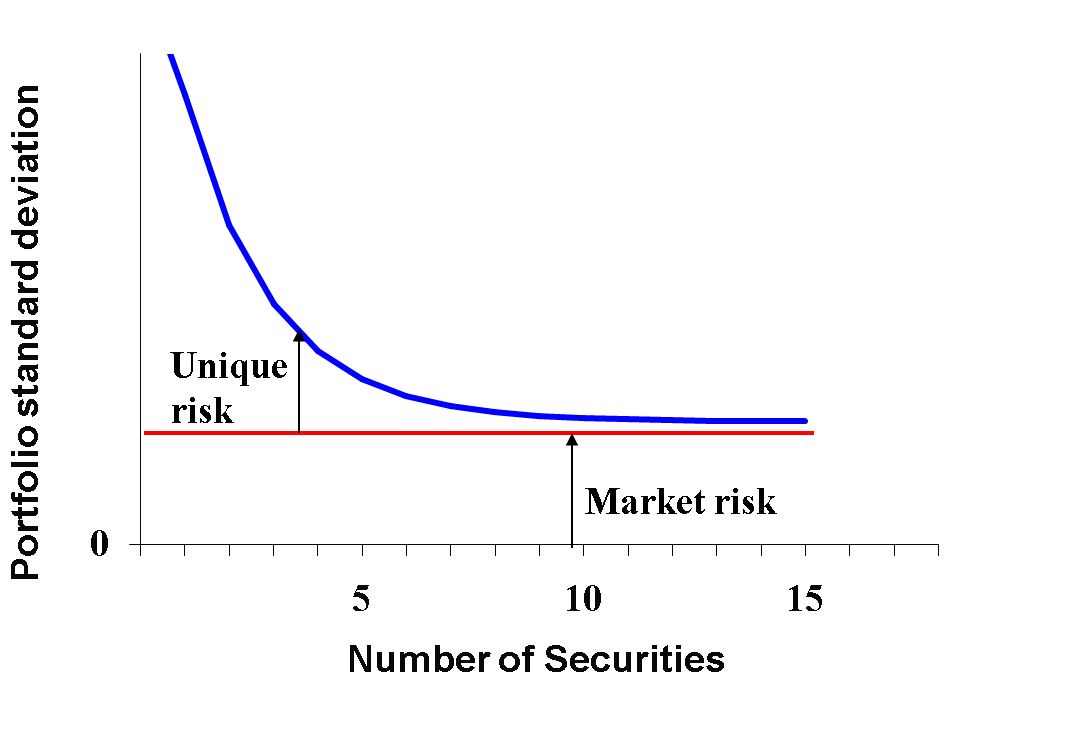 Portfolio standard deviation
Unique
risk
Market risk
0
5
10
15
Number of Securities